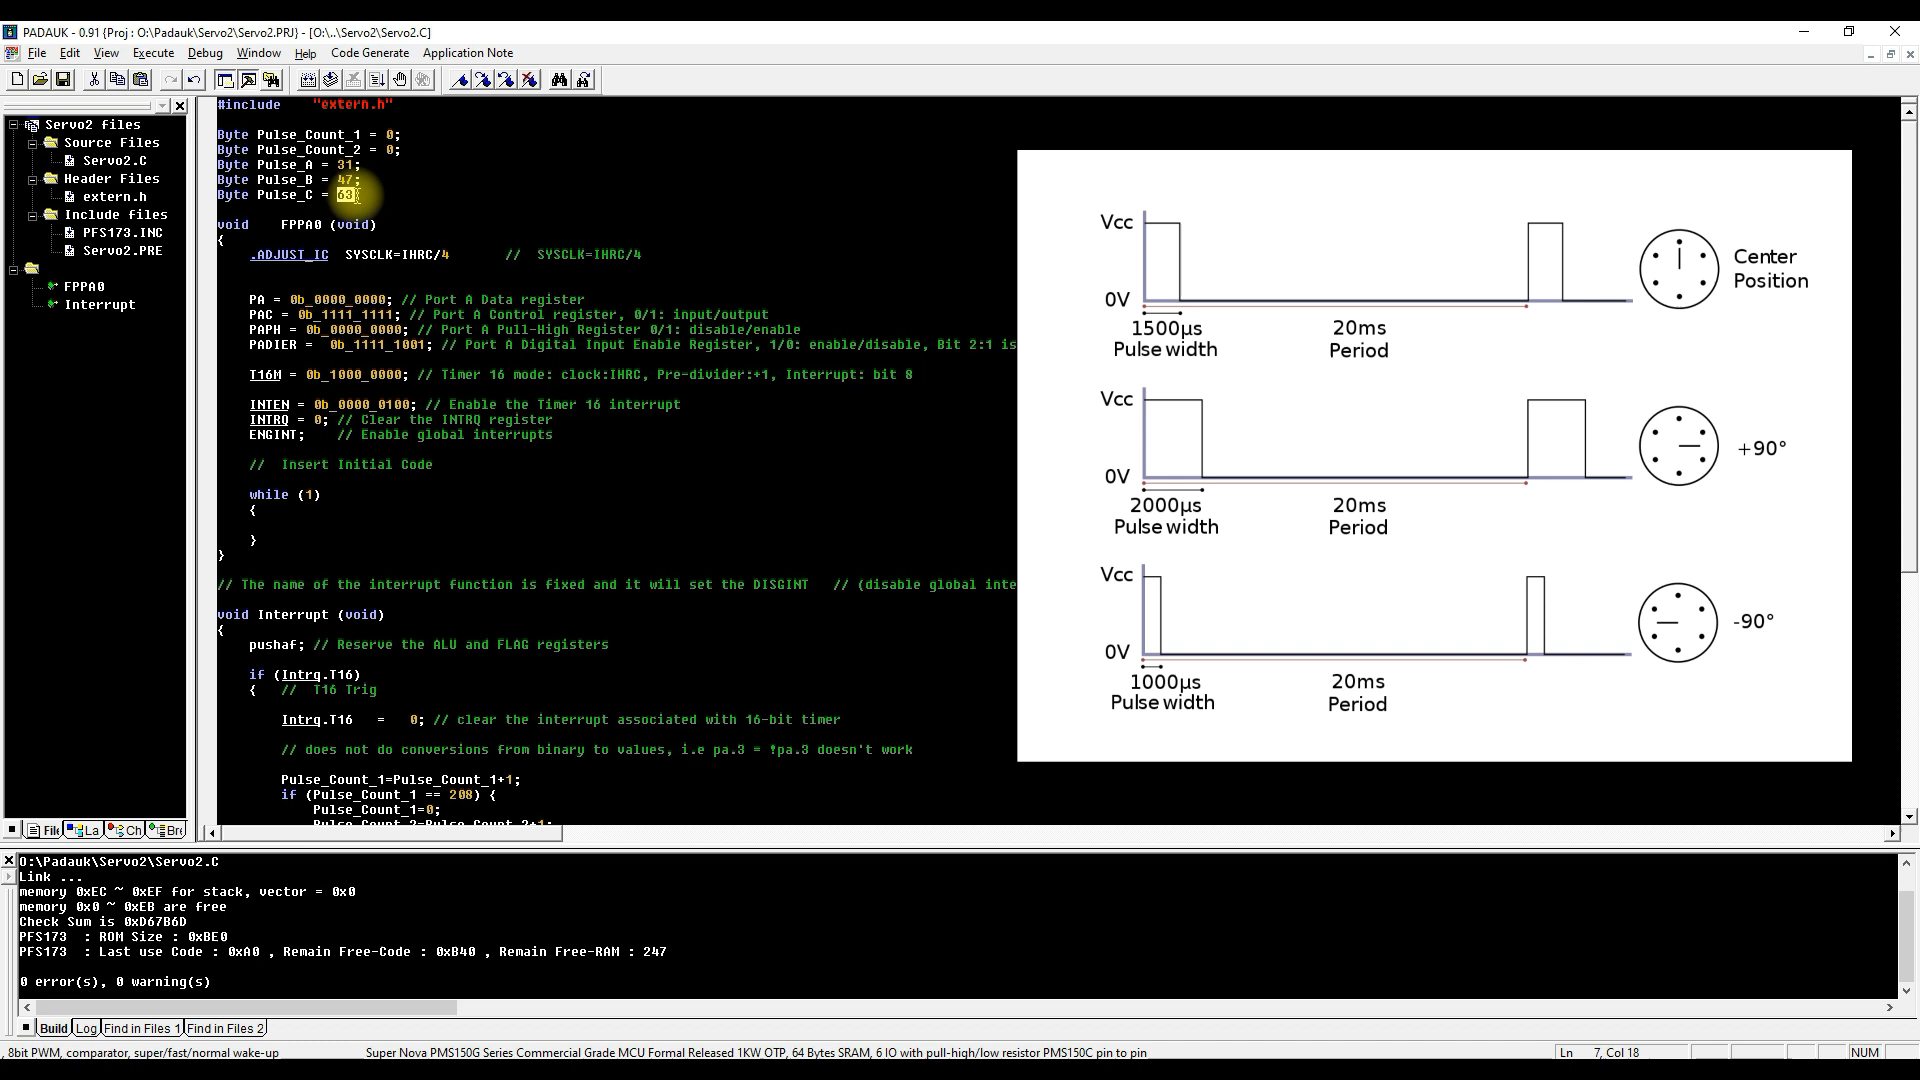 PADAUK - 0.91 {Proj : O:\Padauk\Servo2\Servo2.PRJ} - [O:\..\Servo2\Servo2.C]
File Edit View Execute Debug Window Help Code Generate Application Note
Servo2 files
Source Files
Servo2.C
Header Files
extern.h
Include files
PFS173.INC
Servo2.PRE
FPPA0
Interrupt
#include "extern.h"
Byte Pulse_Count_1 = 0;
Byte Pulse_Count_2 = 0;
Byte Pulse_A = 31;
Byte Pulse_B = 47;
Byte Pulse_C = 63
void FPPA0 (void)
{
.ADJUST_IC SYSCLK=IHRC/4 // SYSCLK=IHRC/4
PA = 0b_0000_0000; // Port A Data register
PAC = 0b_1111_1111; // Port A Control register, 0/1: input/output
PAPH = 0b_0000_0000; // Port A Pull-High Register 0/1: disable/enable
PADIER = 0b_1111_1001; // Port A Digital Input Enable Register, 1/0: enable/disable, Bit 2:1 is
T16M = 0b_1000_0000; // Timer 16 mode: clock:IHRC, Pre-divider:÷1, Interrupt: bit 8
INTEN = 0b_0000_0100; // Enable the Timer 16 interrupt
INTRQ = 0; // Clear the INTRQ register
ENGINT; // Enable global interrupts
// Insert Initial Code
while (1)
{
}
}
// The name of the interrupt function is fixed and it will set the DISGINT // (disable global inte
void Interrupt (void)
{
pushaf; // Reserve the ALU and FLAG registers
if (Intrq.T16)
{ // T16 Trig
Intrq.T16 = 0; // clear the interrupt associated with 16-bit timer
// does not do conversions from binary to values, i.e pa.3 = !pa.3 doesn't work
Pulse_Count_1=Pulse_Count_1+1;
if (Pulse_Count_1 == 208) {
Pulse_Count_1=0;
Pulse_Count_2=Pulse_Count_2+1;
Vcc
0V
1500µs
Pulse width
20ms
Period
Center
Position
Vcc
0V
2000µs
Pulse width
20ms
Period
+90°
Vcc
0V
1000µs
Pulse width
20ms
Period
-90°
File La Ch Bre
O:\Padauk\Servo2\Servo2.C
Link ...
memory 0xEC ~ 0xEF for stack, vector = 0x0
memory 0x0 ~ 0xEB are free
Check Sum is 0xD67B6D
PFS173 : ROM Size : 0xBE0
PFS173 : Last use Code : 0xA0 , Remain Free-Code : 0xB40 , Remain Free-RAM : 247
0 error(s), 0 warning(s)
Build Log Find in Files 1 Find in Files 2
, 8bit PWM, comparator, super/fast/normal wake-up Super Nova PMS150G Series Commercial Grade MCU Formal Released 1KW OTP, 64 Bytes SRAM, 6 IO with pull-high/low resistor PMS150C pin to pin Ln 7, Col 18 NUM